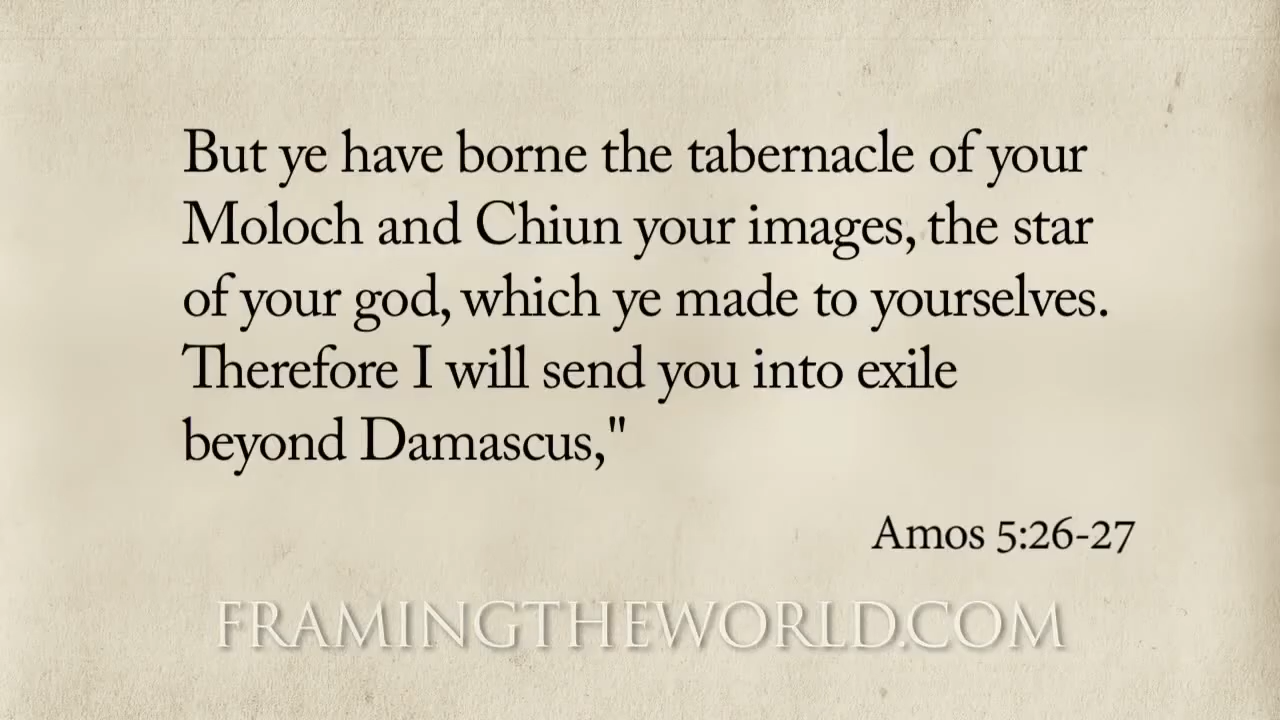 But ye have borne the tabernacle of your
Moloch and Chiun your images, the star
of your god, which ye made to yourselves.
Therefore I will send you into exile
beyond Damascus,"
Amos 5:26-27
FRAMINGTHEWORLD.COM